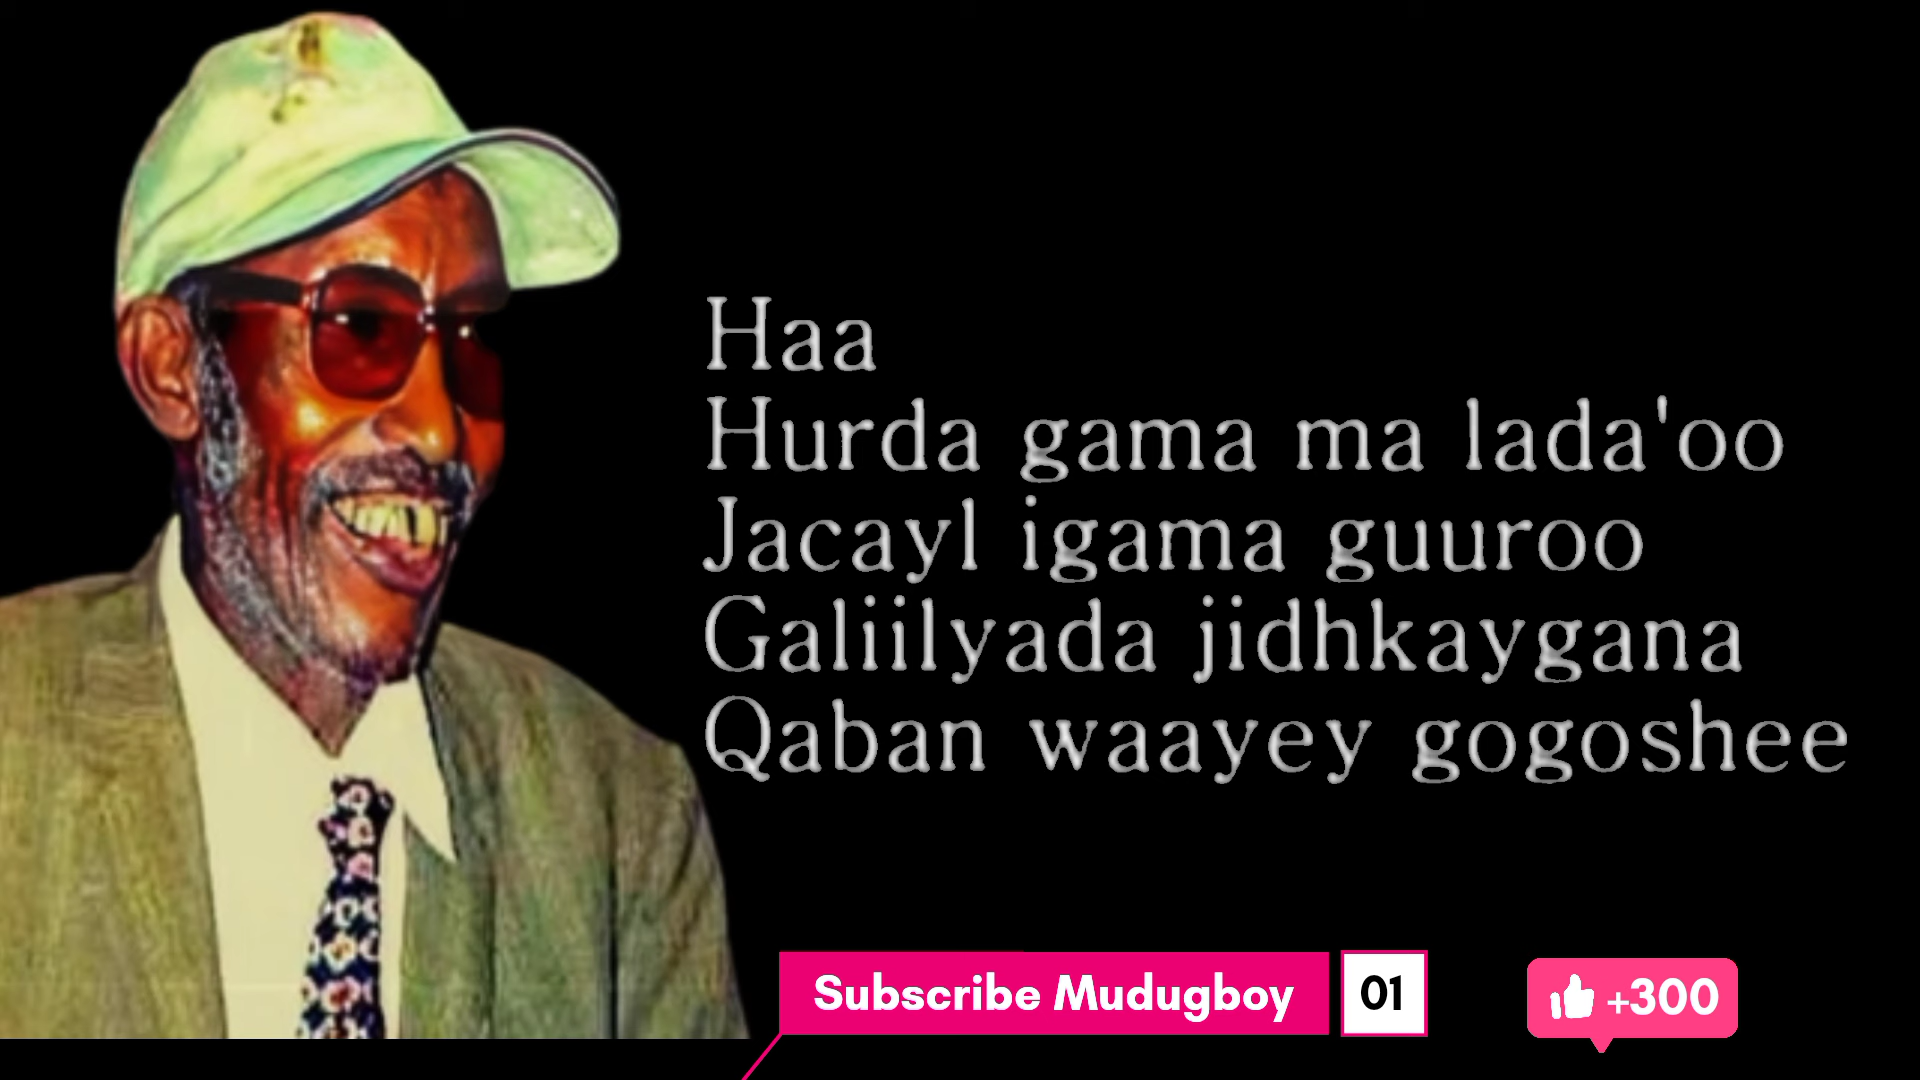 Haa
Hurda gama ma lada'oo
Jacayl igama guuroo
Galiilyada jidhkaygana
Qaban waayey gogoshee
Subscribe Mudugboy 01
+300